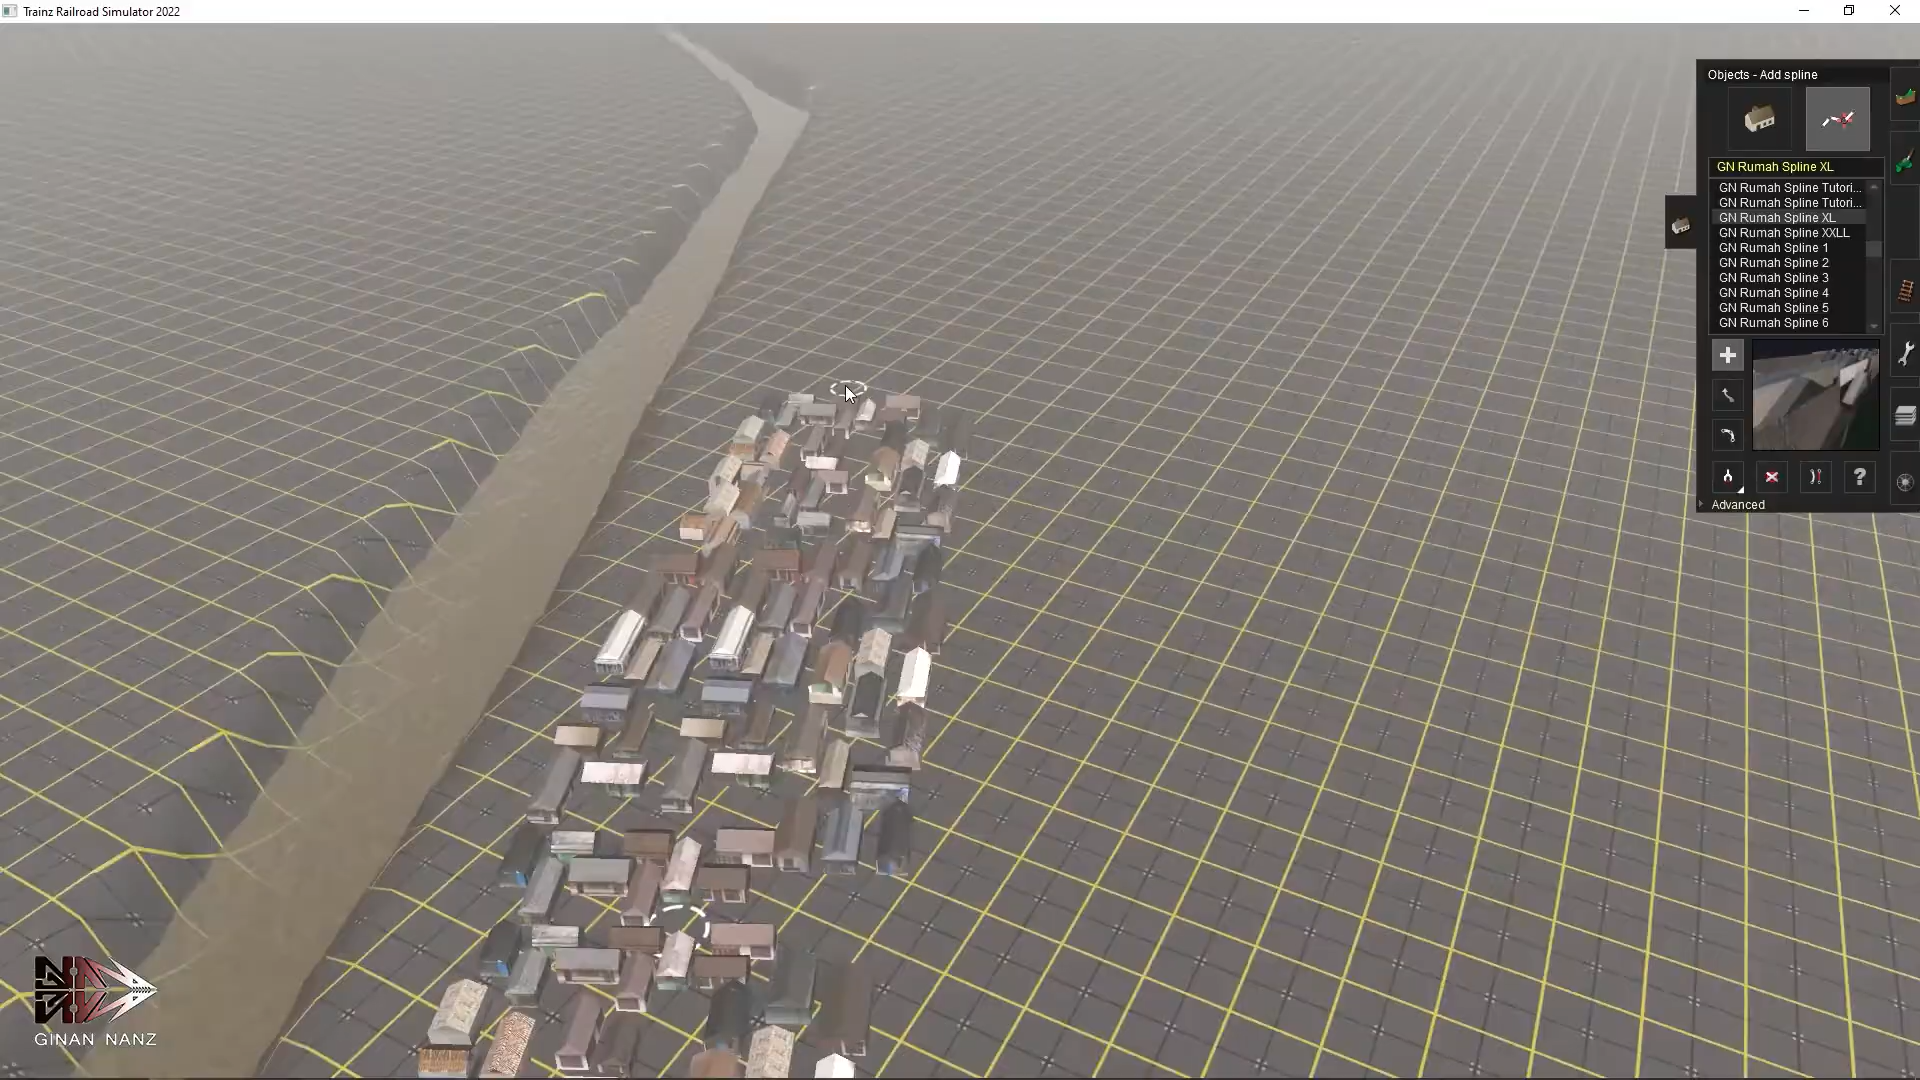 Trainz Railroad Simulator 2022
Objects - Add spline
GN Rumah Spline XL
GN Rumah Spline Tutori...
GN Rumah Spline Tutori...
GN Rumah Spline XL
GN Rumah Spline XXLL
GN Rumah Spline 1
GN Rumah Spline 2
GN Rumah Spline 3
GN Rumah Spline 4
GN Rumah Spline 5
GN Rumah Spline 6
Advanced
GINAN NANZ